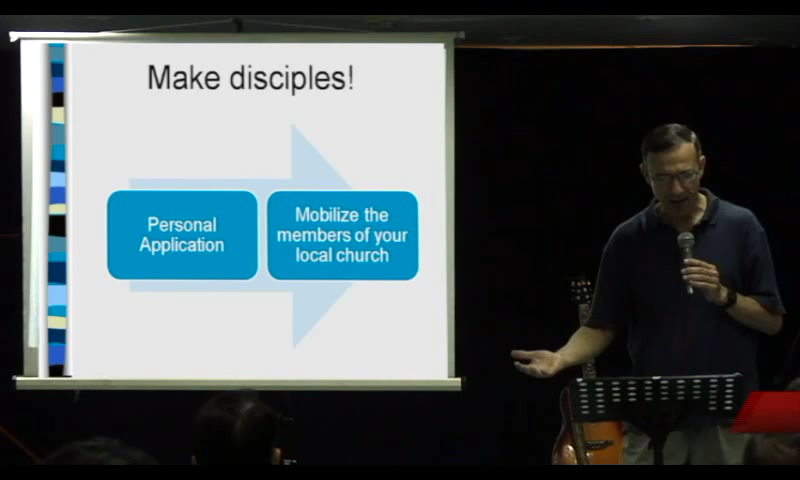 Make disciples!
Personal
Application
Mobilize the
members of your
local church